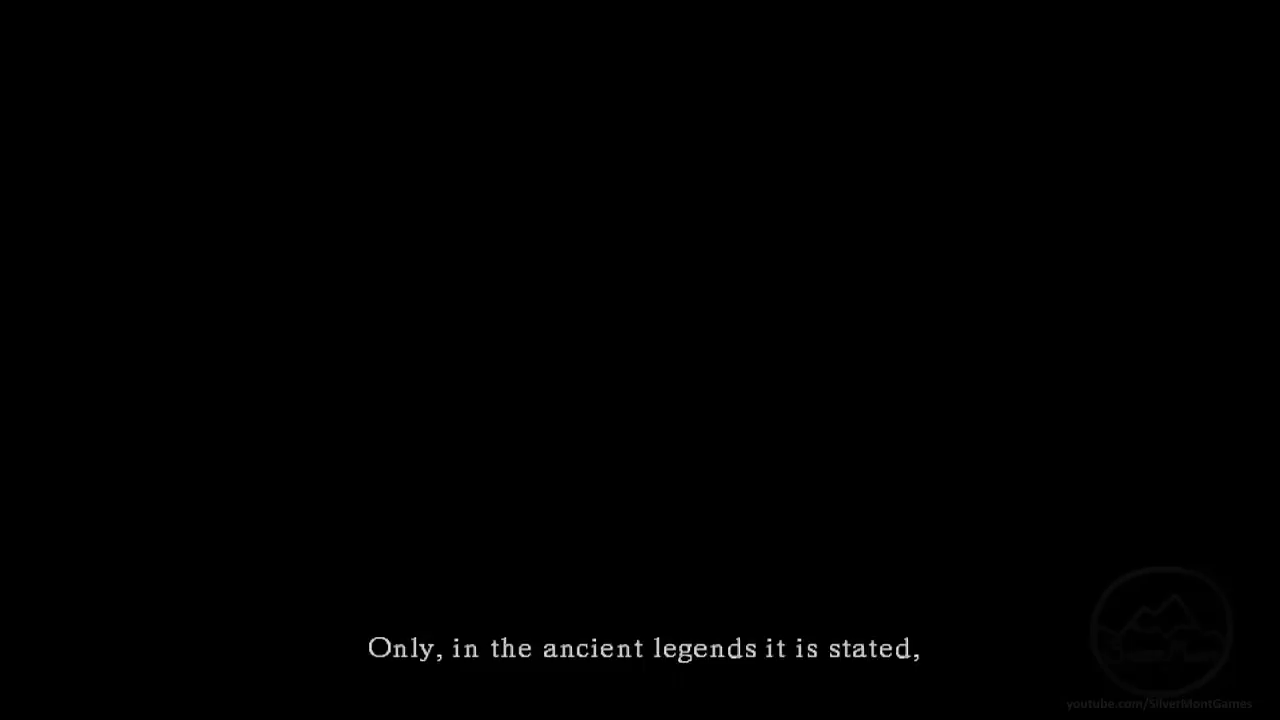 Only, in the ancient legends it is stated,
youtube.com/SilverMontGames